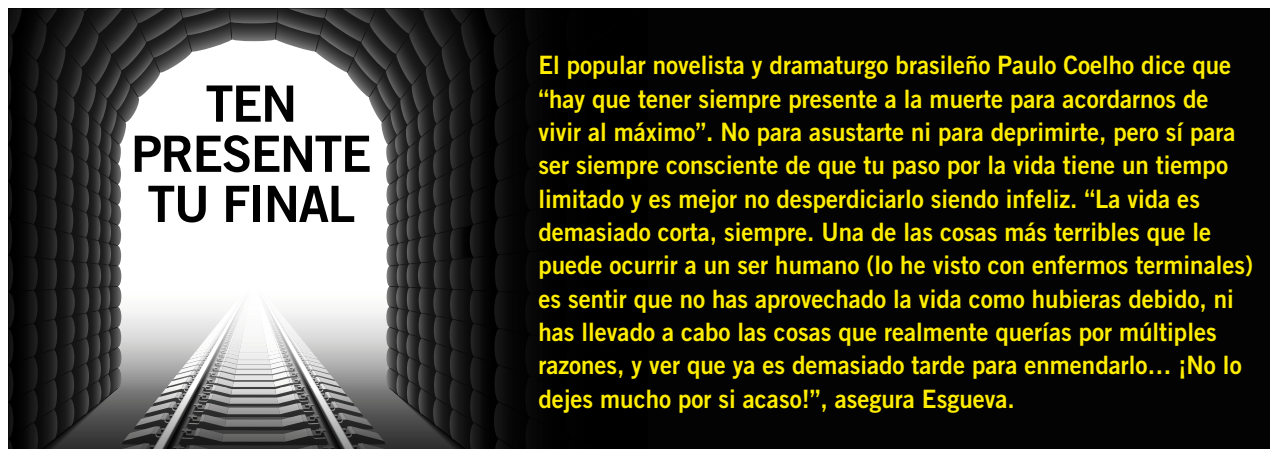 TEN
PRESENTE
TU FINAL
El popular novelista y dramaturgo brasileño Paulo Coelho dice que
“hay que tener siempre presente a la muerte para acordarnos de
vivir al máximo”. No para asustarte ni para deprimirte, pero sí para
ser siempre consciente de que tu paso por la vida tiene un tiempo
limitado y es mejor no desperdiciarlo siendo infeliz. “La vida es
demasiado corta, siempre. Una de las cosas más terribles que le
puede ocurrir a un ser humano (lo he visto con enfermos terminales)
es sentir que no has aprovechado la vida como hubieras debido, ni
has llevado a cabo las cosas que realmente querías por múltiples
razones, y ver que ya es demasiado tarde para enmendarlo… ¡No lo
dejes mucho por si acaso!”, asegura Esgueva.